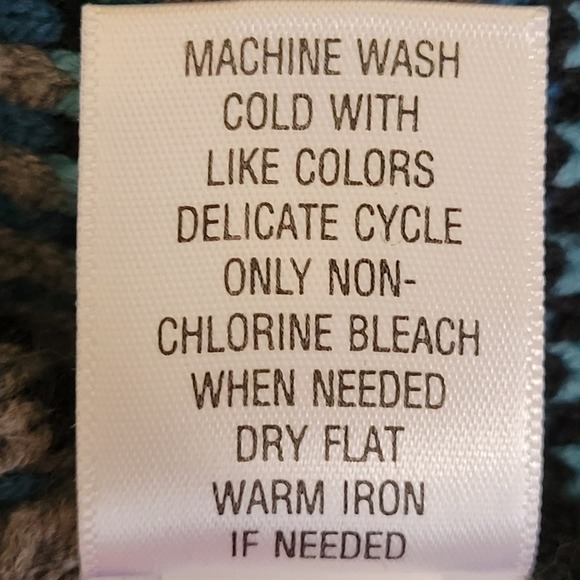 MACHINE WASH
COLD WITH
LIKE COLORS
DELICATE CYCLE
ONLY NON-
CHLORINE BLEACH
WHEN NEEDED
DRY FLAT
WARM IRON
IF NEEDED